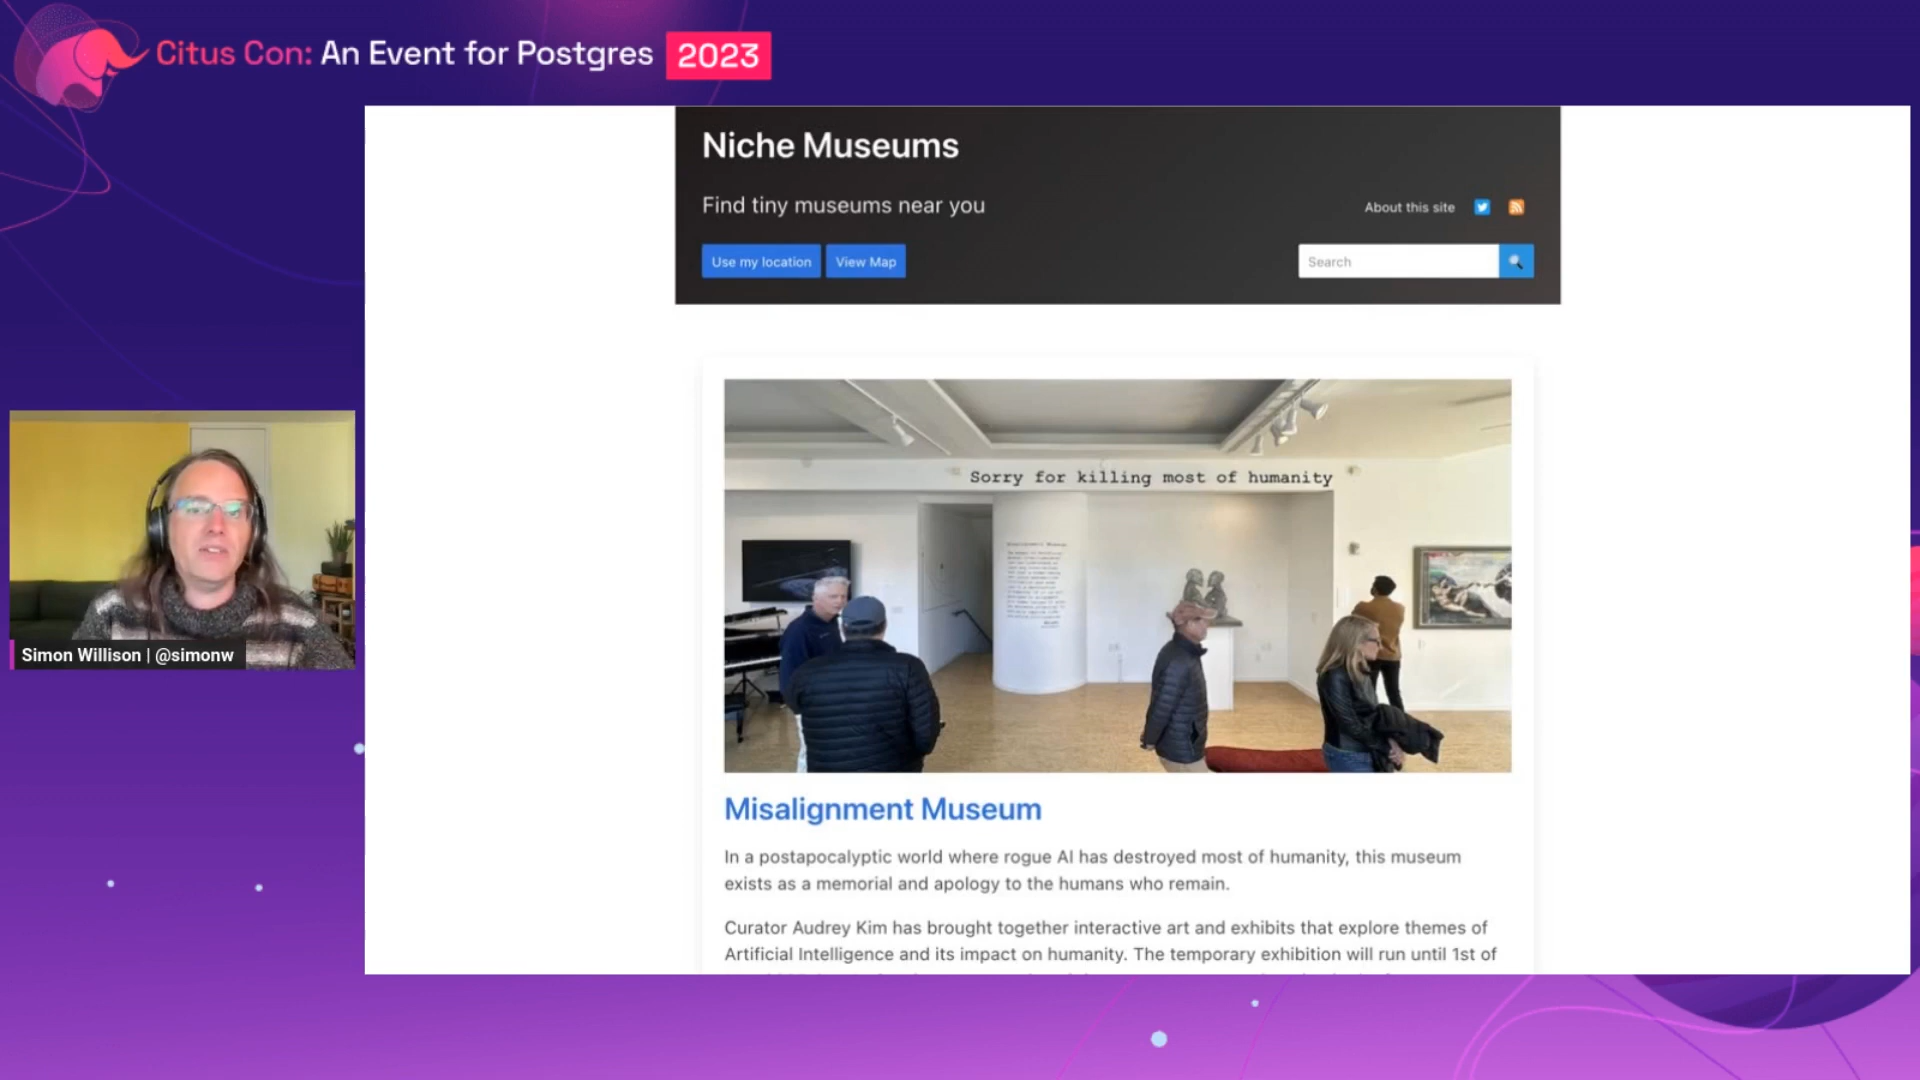 Citus Con: An Event for Postgres 2023
Niche Museums
Find tiny museums near you
About this site
Use my location View Map
Search
Sorry for killing most of humanity
Misalignment Museum
Simon Willison | @simonw
Misalignment Museum
In a postapocalyptic world where rogue AI has destroyed most of humanity, this museum
exists as a memorial and apology to the humans who remain.
Curator Audrey Kim has brought together interactive art and exhibits that explore themes of
Artificial Intelligence and its impact on humanity. The temporary exhibition will run until 1st of